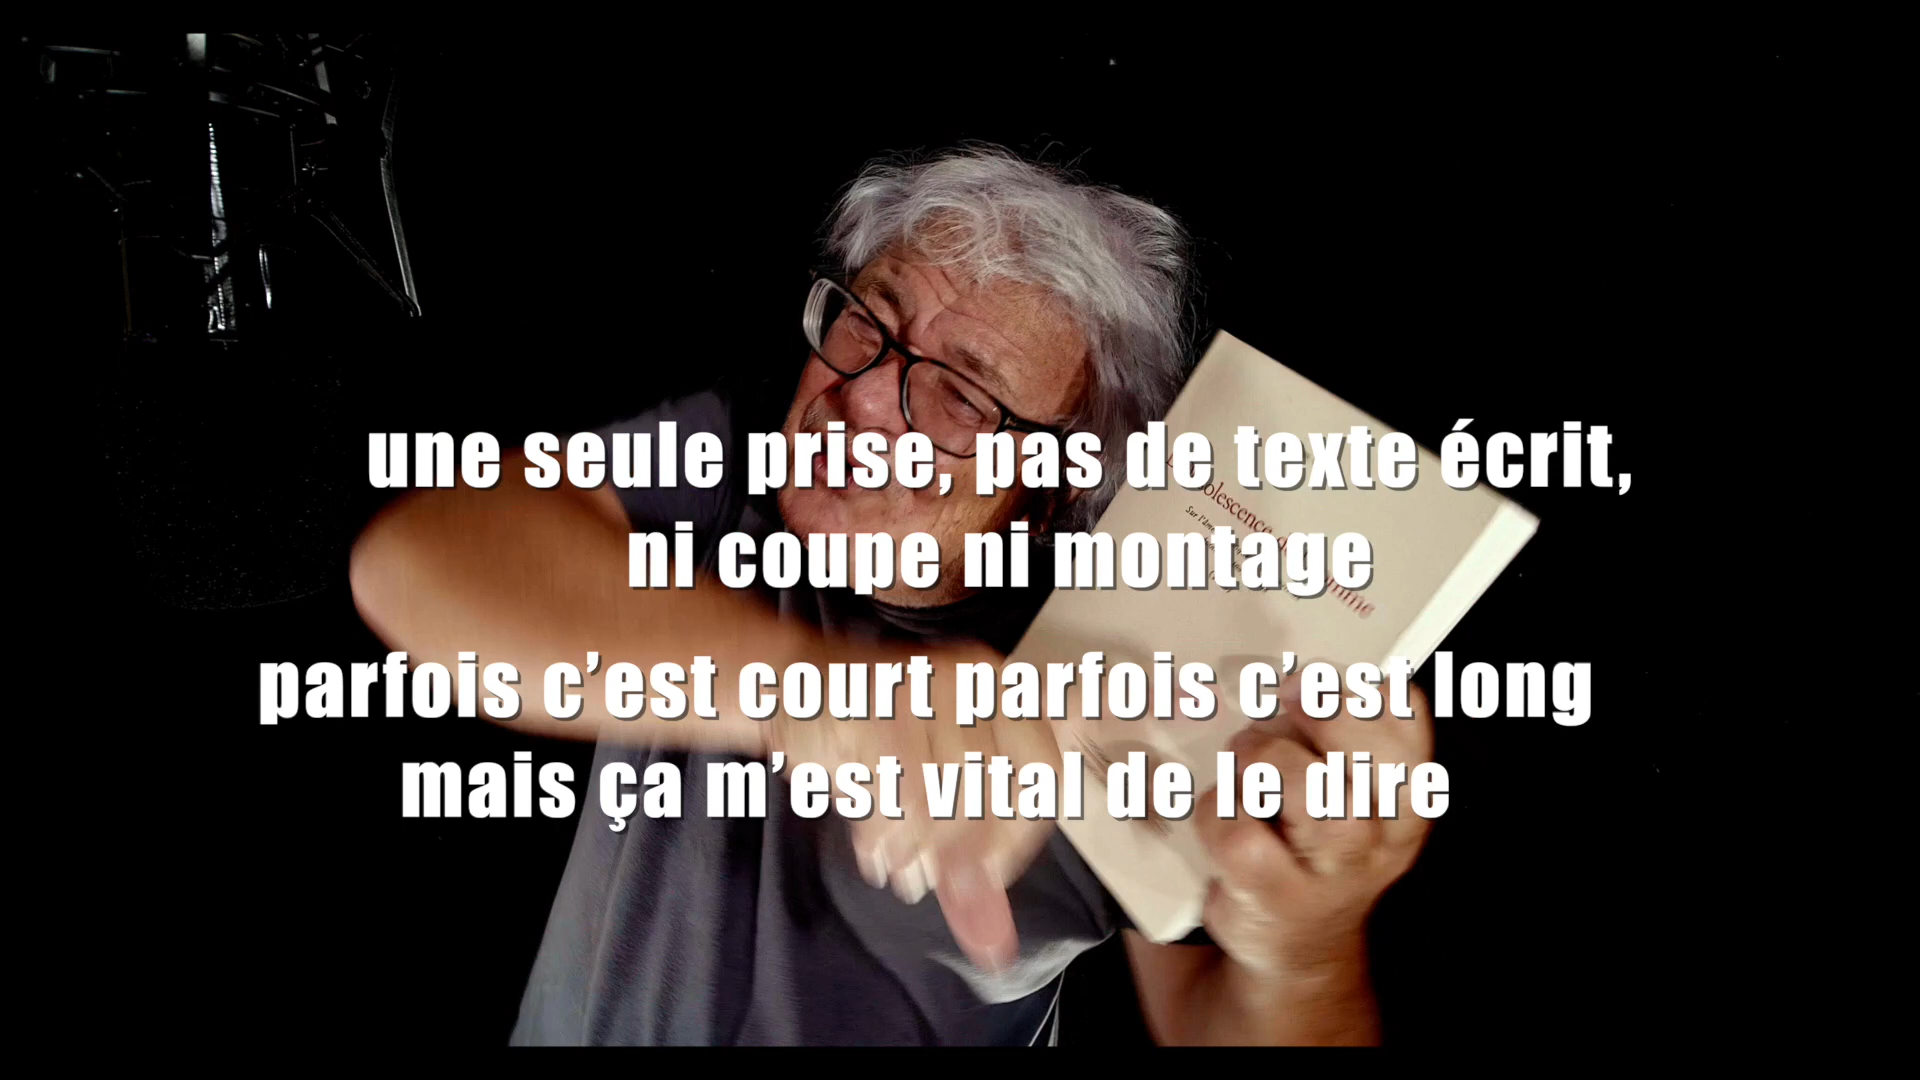 une seule prise, pas de texte écrit,
ni coupe ni montage
parfois c’est court parfois c’est long
mais ça m’est vital de le dire